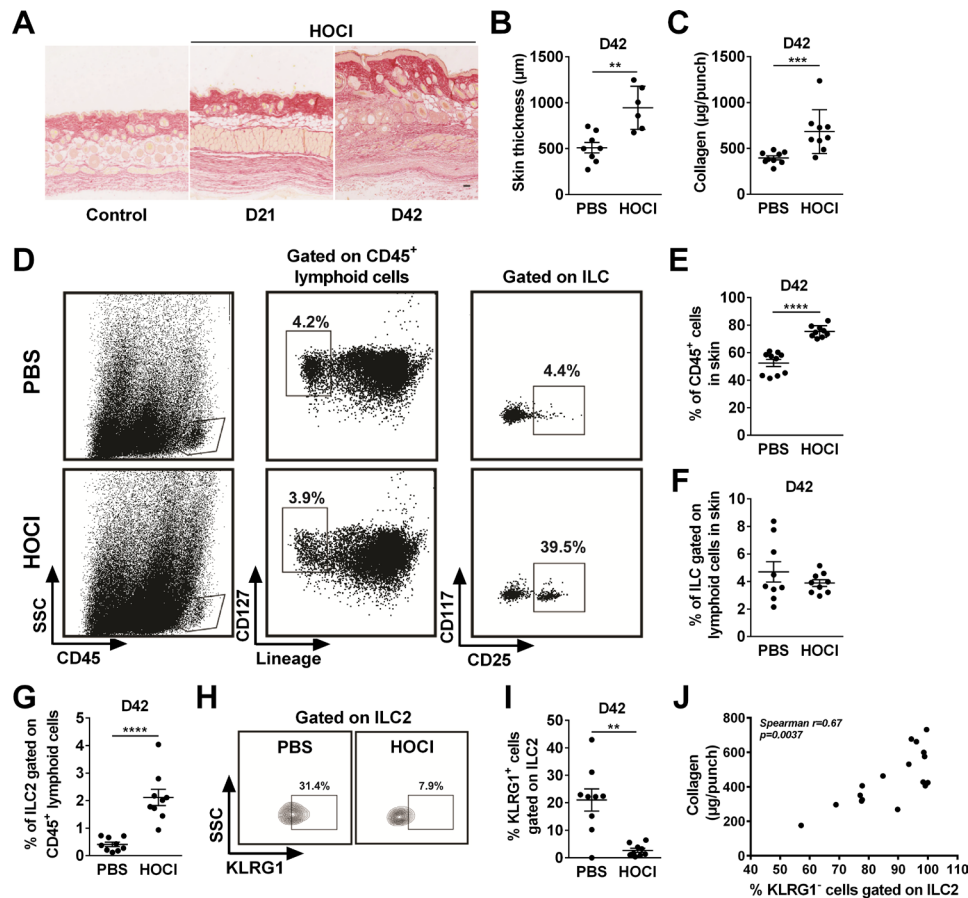 A
HOCl
Control
D21
D42
B
D42
**
Skin thickness (µm)
1500
1000
500
0
PBS
HOCl
C
D42
***
Collagen (µg/punch)
1500
1000
500
0
PBS
HOCl
D
Gated on CD45+
lymphoid cells
Gated on ILC
PBS
4.2%
4.4%
HOCl
3.9%
39.5%
SSC
CD45
CD127
Lineage
CD117
CD25
E
D42
****
% of CD45+ cells
in skin
100
80
60
40
20
0
PBS
HOCl
F
D42
% of ILC gated on
lymphoid cells in skin
10
8
6
4
2
0
PBS
HOCl
G
D42
****
% of ILC2 gated on
CD45+ lymphoid cells
5
4
3
2
1
0
PBS
HOCl
H
Gated on ILC2
PBS
HOCl
31.4%
7.9%
SSC
KLRG1
I
D42
**
% KLRG1+ cells
gated on ILC2
50
40
30
20
10
0
PBS
HOCl
J
Spearman r=0.67
p=0.0037
Collagen
(µg/punch)
800
600
400
200
0
40 50 60 70 80 90 100 110
% KLRG1- cells gated on ILC2